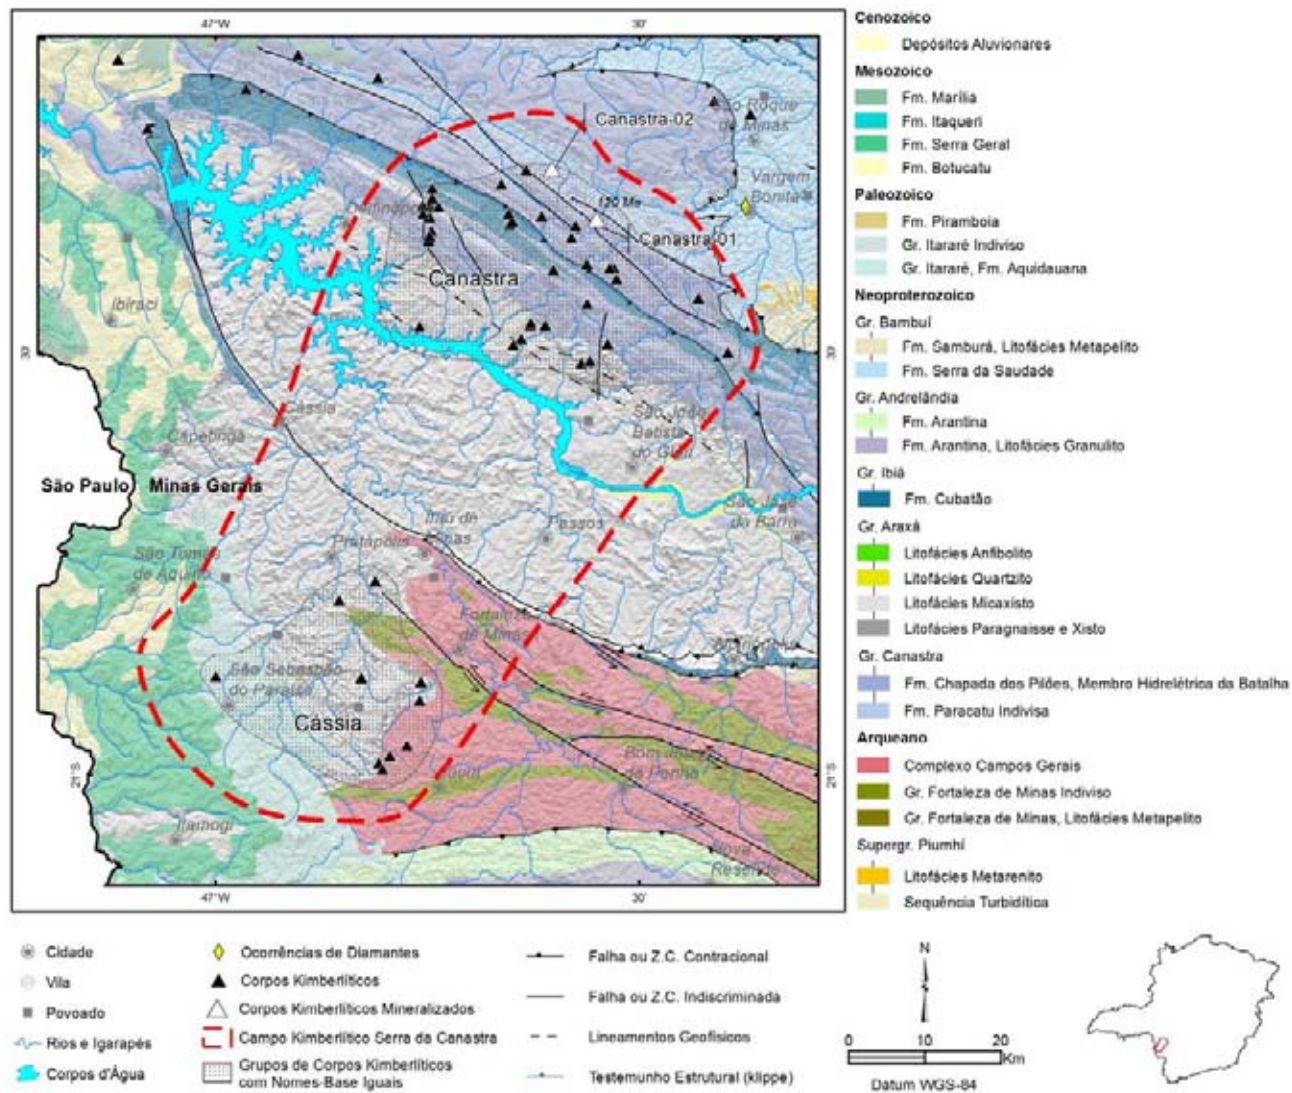 47°W
30'
Canastra-02
São Roque
de Minas
Vargem
Bonita
120 Ma
Canastra-01
Canastra
Ibiraci
30'
30'
Cássia
Capetinga
São João
Batista
do Glória
São Paulo
Minas Gerais
São José
da Barra
Itaú de
Minas
Passos
Pratápolis
São Tomás
de Aquino
Fortaleza
de Minas
São Sebastião
do Paraíso
Cássia
21°S
21°S
Bom Jesus
da Penha
Itamogi
Nova
Resende
47°W
30'
Cenozoico
Depósitos Aluvionares
Mesozoico
Fm. Marília
Fm. Itaqueri
Fm. Serra Geral
Fm. Botucatu
Paleozoico
Fm. Piramboia
Gr. Itararé Indiviso
Gr. Itararé, Fm. Aquidauana
Neoproterozoico
Gr. Bambuí
Fm. Samburá, Litofácies Metapelito
Fm. Serra da Saudade
Gr. Andrelândia
Fm. Arantina
Fm. Arantina, Litofácies Granulito
Gr. Ibiá
Fm. Cubatão
Gr. Araxá
Litofácies Anfibolito
Litofácies Quartzito
Litofácies Micaxisto
Litofácies Paragnaisse e Xisto
Gr. Canastra
Fm. Chapada dos Pilões, Membro Hidrelétrica da Batalha
Fm. Paracatu Indivisa
Arqueano
Complexo Campos Gerais
Gr. Fortaleza de Minas Indiviso
Gr. Fortaleza de Minas, Litofácies Metapelito
Supergr. Piumhí
Litofácies Metarenito
Sequência Turbidítica
Cidade
Vila
Povoado
Rios e Igarapés
Corpos d'Água
Ocorrências de Diamantes
Corpos Kimberlíticos
Corpos Kimberlíticos Mineralizados
Campo Kimberlítico Serra da Canastra
Grupos de Corpos Kimberlíticos
com Nomes-Base Iguais
Falha ou Z.C. Contracional
Falha ou Z.C. Indiscriminada
Lineamentos Geofísicos
Testemunho Estrutural (klippe)
N
0 10 20
Km
Datum WGS-84